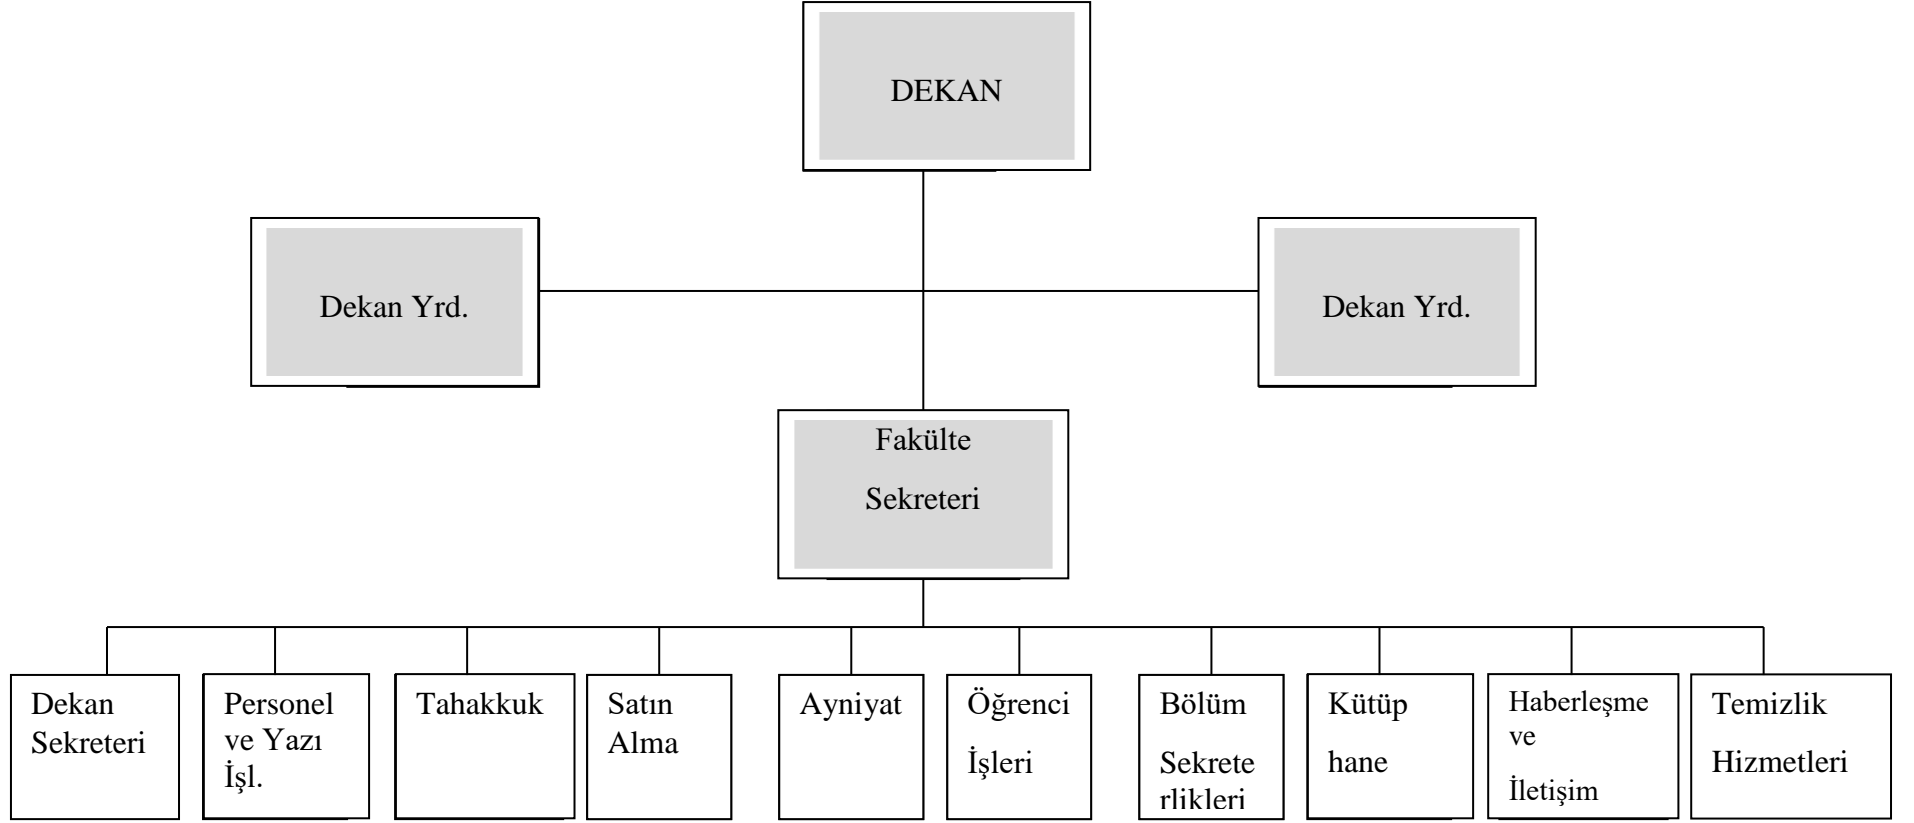 DEKAN
Dekan Yrd.
Dekan Yrd.
Fakülte
Sekreteri
Dekan
Sekreteri
Personel
ve Yazı
İşl.
Tahakkuk
Satın
Alma
Ayniyat
Öğrenci
İşleri
Bölüm
Sekrete
rlikleri
Kütüp
hane
Haberleşme
ve
İletişim
Temizlik
Hizmetleri